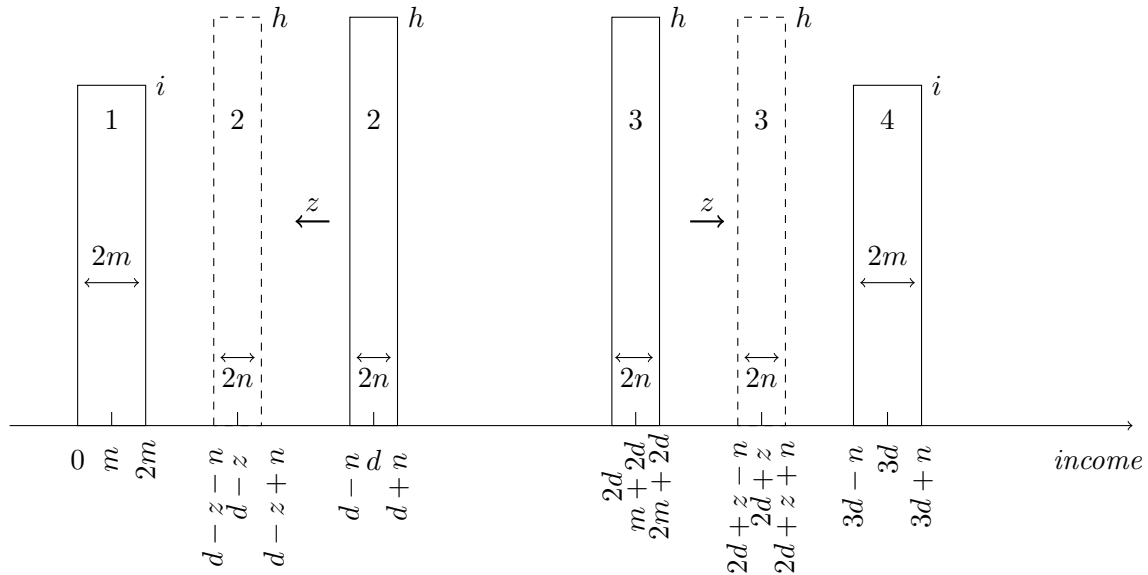 h
h
h
h
i
i
1
2
2
3
3
4
z
z
2m
2m
2n
2n
2n
2n
0
m
2m
d − z − n
d − z
d − z + n
d − n
d
d + n
2d
m + 2d
2m + 2d
2d + z − n
2d + z
2d + z + n
3d − n
3d
3d + n
income